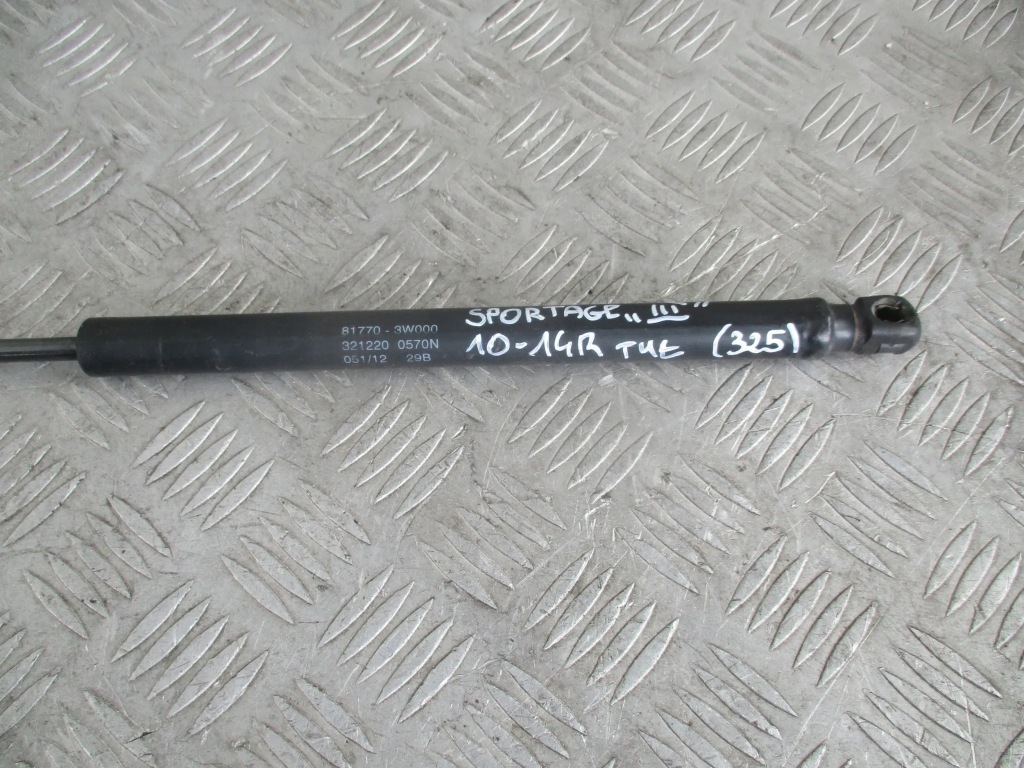 81770 - 3W000
321220 0570N
051/12 29B
SPORTAGE „III”
10-14R TYŁ (325)